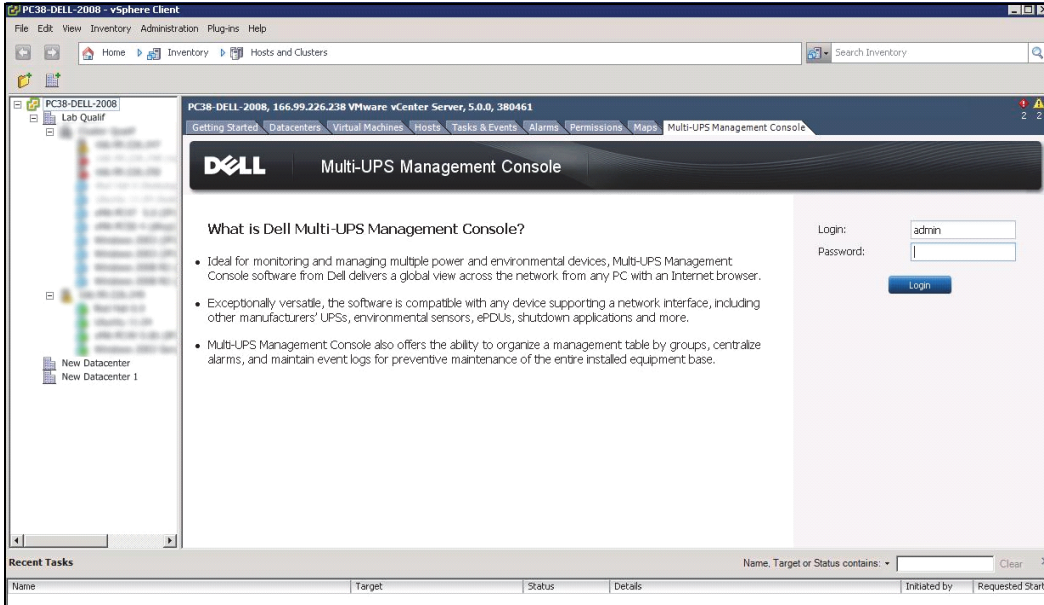 PC38-DELL-2008 - vSphere Client
File Edit View Inventory Administration Plug-ins Help
Home Inventory Hosts and Clusters
Search Inventory
PC38-DELL-2008
Lab Qualif
New Datacenter
New Datacenter 1
PC38-DELL-2008, 166.99.226.238 VMware vCenter Server, 5.0.0, 380461
2 2
Getting Started Datacenters Virtual Machines Hosts Tasks & Events Alarms Permissions Maps Multi-UPS Management Console
DELL Multi-UPS Management Console
What is Dell Multi-UPS Management Console?
• Ideal for monitoring and managing multiple power and environmental devices, Multi-UPS Management
Console software from Dell delivers a global view across the network from any PC with an Internet browser.
• Exceptionally versatile, the software is compatible with any device supporting a network interface, including
other manufacturers' UPSs, environmental sensors, ePDUs, shutdown applications and more.
• Multi-UPS Management Console also offers the ability to organize a management table by groups, centralize
alarms, and maintain event logs for preventive maintenance of the entire installed equipment base.
Login: admin
Password:
Login
Recent Tasks
Name, Target or Status contains: Clear
Name Target Status Details Initiated by Requested Start